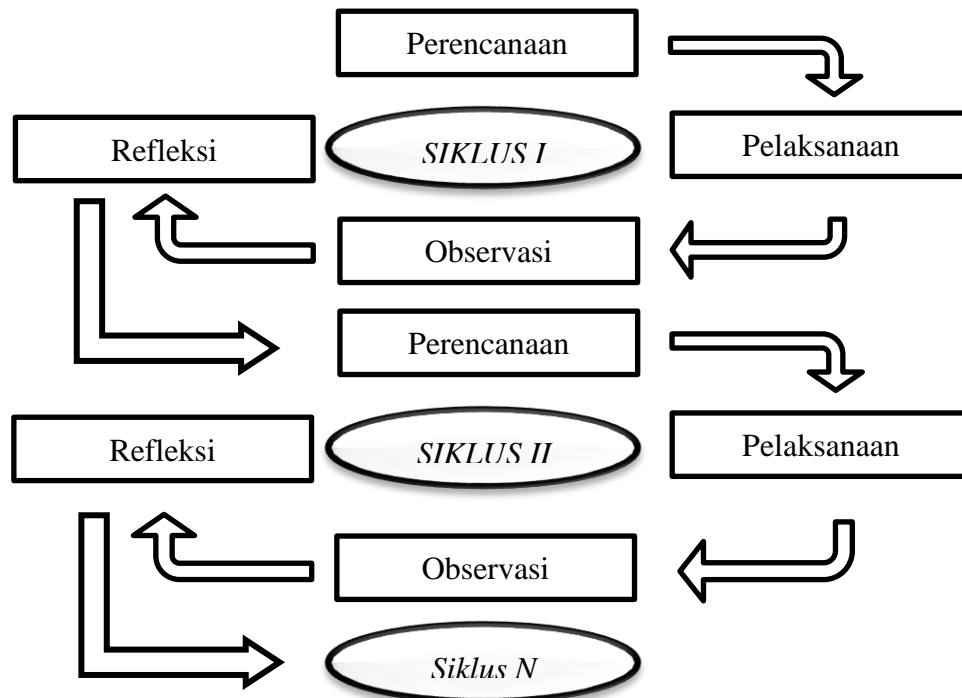 Perencanaan
Refleksi
SIKLUS I
Pelaksanaan
Observasi
Perencanaan
Refleksi
SIKLUS II
Pelaksanaan
Observasi
Siklus N